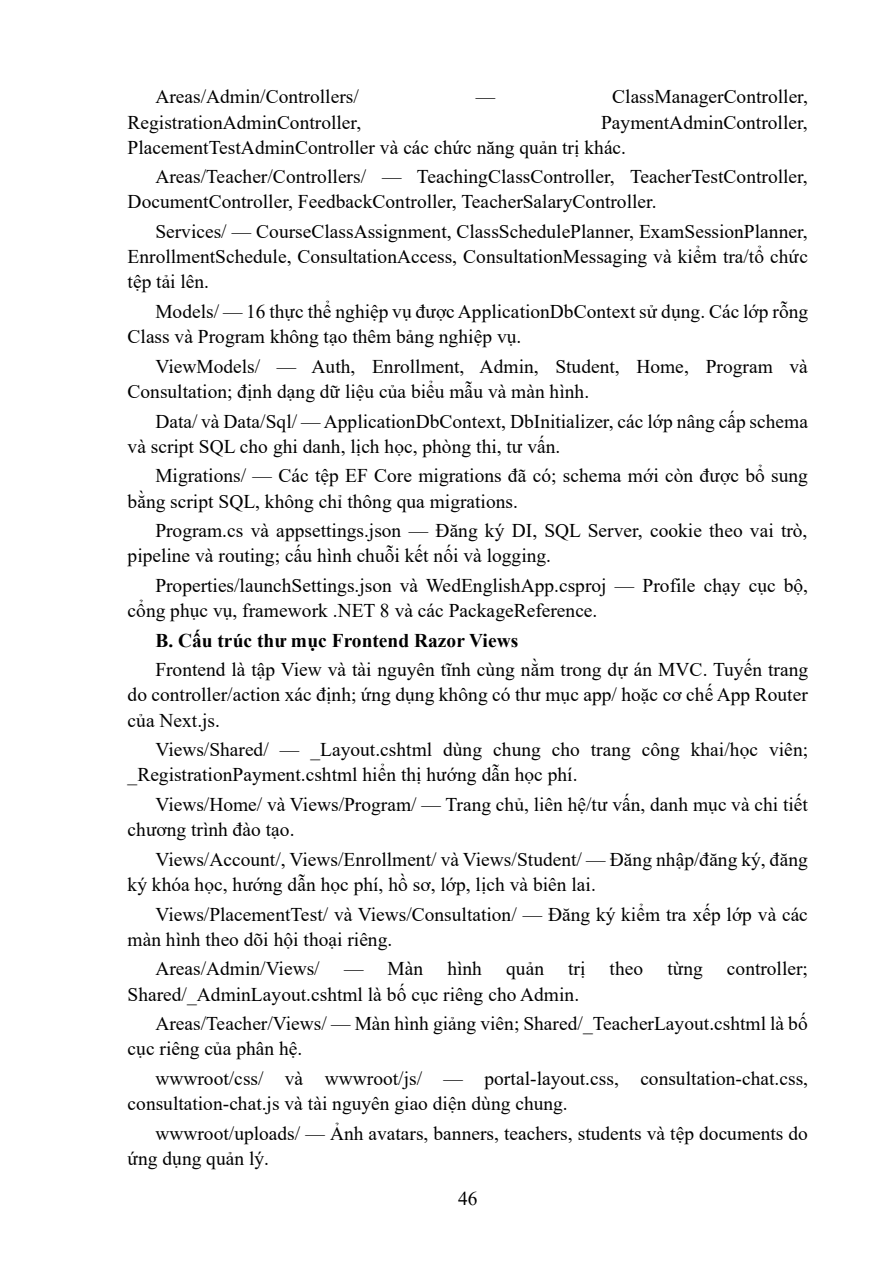 Areas/Admin/Controllers/ — ClassManagerController,
RegistrationAdminController, PaymentAdminController,
PlacementTestAdminController và các chức năng quản trị khác.
Areas/Teacher/Controllers/ — TeachingClassController, TeacherTestController,
DocumentController, FeedbackController, TeacherSalaryController.
Services/ — CourseClassAssignment, ClassSchedulePlanner, ExamSessionPlanner,
EnrollmentSchedule, ConsultationAccess, ConsultationMessaging và kiểm tra/tổ chức
tệp tải lên.
Models/ — 16 thực thể nghiệp vụ được ApplicationDbContext sử dụng. Các lớp rỗng
Class và Program không tạo thêm bảng nghiệp vụ.
ViewModels/ — Auth, Enrollment, Admin, Student, Home, Program và
Consultation; định dạng dữ liệu của biểu mẫu và màn hình.
Data/ và Data/Sql/ — ApplicationDbContext, DbInitializer, các lớp nâng cấp schema
và script SQL cho ghi danh, lịch học, phòng thi, tư vấn.
Migrations/ — Các tệp EF Core migrations đã có; schema mới còn được bổ sung
bằng script SQL, không chỉ thông qua migrations.
Program.cs và appsettings.json — Đăng ký DI, SQL Server, cookie theo vai trò,
pipeline và routing; cấu hình chuỗi kết nối và logging.
Properties/launchSettings.json và WedEnglishApp.csproj — Profile chạy cục bộ,
cổng phục vụ, framework .NET 8 và các PackageReference.
B. Cấu trúc thư mục Frontend Razor Views
Frontend là tập View và tài nguyên tĩnh cùng nằm trong dự án MVC. Tuyến trang
do controller/action xác định; ứng dụng không có thư mục app/ hoặc cơ chế App Router
của Next.js.
Views/Shared/ — _Layout.cshtml dùng chung cho trang công khai/học viên;
_RegistrationPayment.cshtml hiển thị hướng dẫn học phí.
Views/Home/ và Views/Program/ — Trang chủ, liên hệ/tư vấn, danh mục và chi tiết
chương trình đào tạo.
Views/Account/, Views/Enrollment/ và Views/Student/ — Đăng nhập/đăng ký, đăng
ký khóa học, hướng dẫn học phí, hồ sơ, lớp, lịch và biên lai.
Views/PlacementTest/ và Views/Consultation/ — Đăng ký kiểm tra xếp lớp và các
màn hình theo dõi hội thoại riêng.
Areas/Admin/Views/ — Màn hình quản trị theo từng controller;
Shared/_AdminLayout.cshtml là bố cục riêng cho Admin.
Areas/Teacher/Views/ — Màn hình giảng viên; Shared/_TeacherLayout.cshtml là bố
cục riêng của phân hệ.
wwwroot/css/ và wwwroot/js/ — portal-layout.css, consultation-chat.css,
consultation-chat.js và tài nguyên giao diện dùng chung.
wwwroot/uploads/ — Ảnh avatars, banners, teachers, students và tệp documents do
ứng dụng quản lý.
46